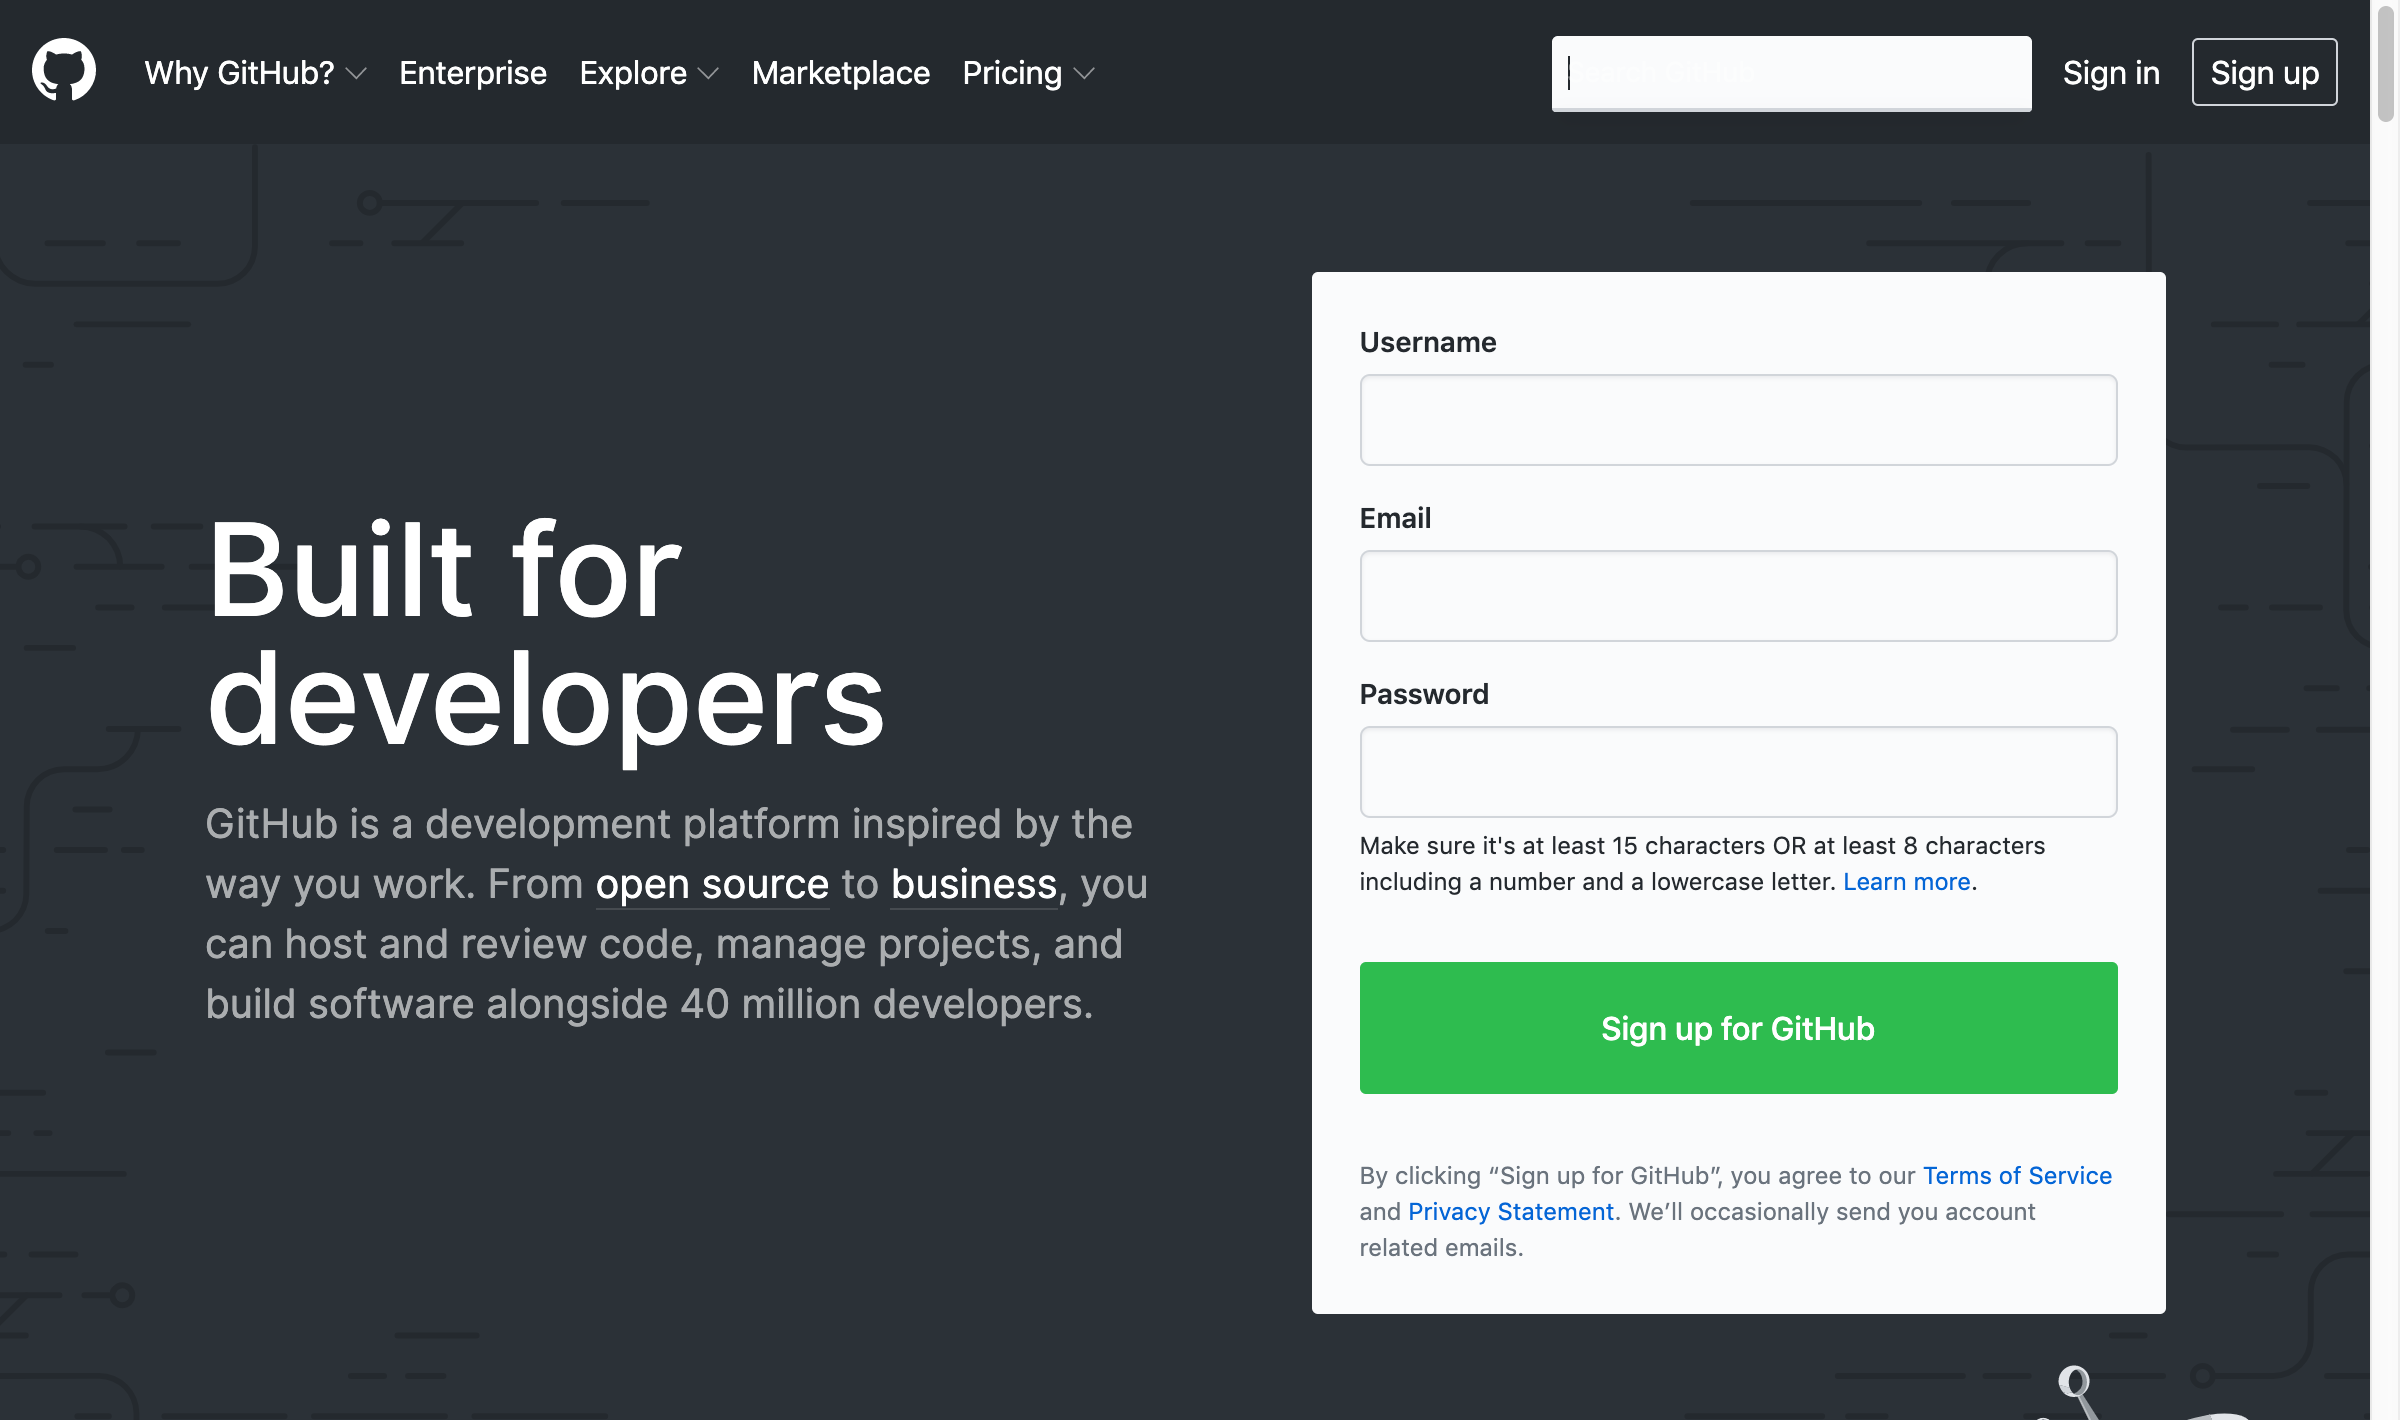 Why GitHub? Enterprise Explore Marketplace Pricing Sign in Sign up
Built for
developers
GitHub is a development platform inspired by the
way you work. From open source to business, you
can host and review code, manage projects, and
build software alongside 40 million developers.
Username
Email
Password
Make sure it's at least 15 characters OR at least 8 characters
including a number and a lowercase letter. Learn more.
Sign up for GitHub
By clicking “Sign up for GitHub”, you agree to our Terms of Service
and Privacy Statement. We’ll occasionally send you account
related emails.